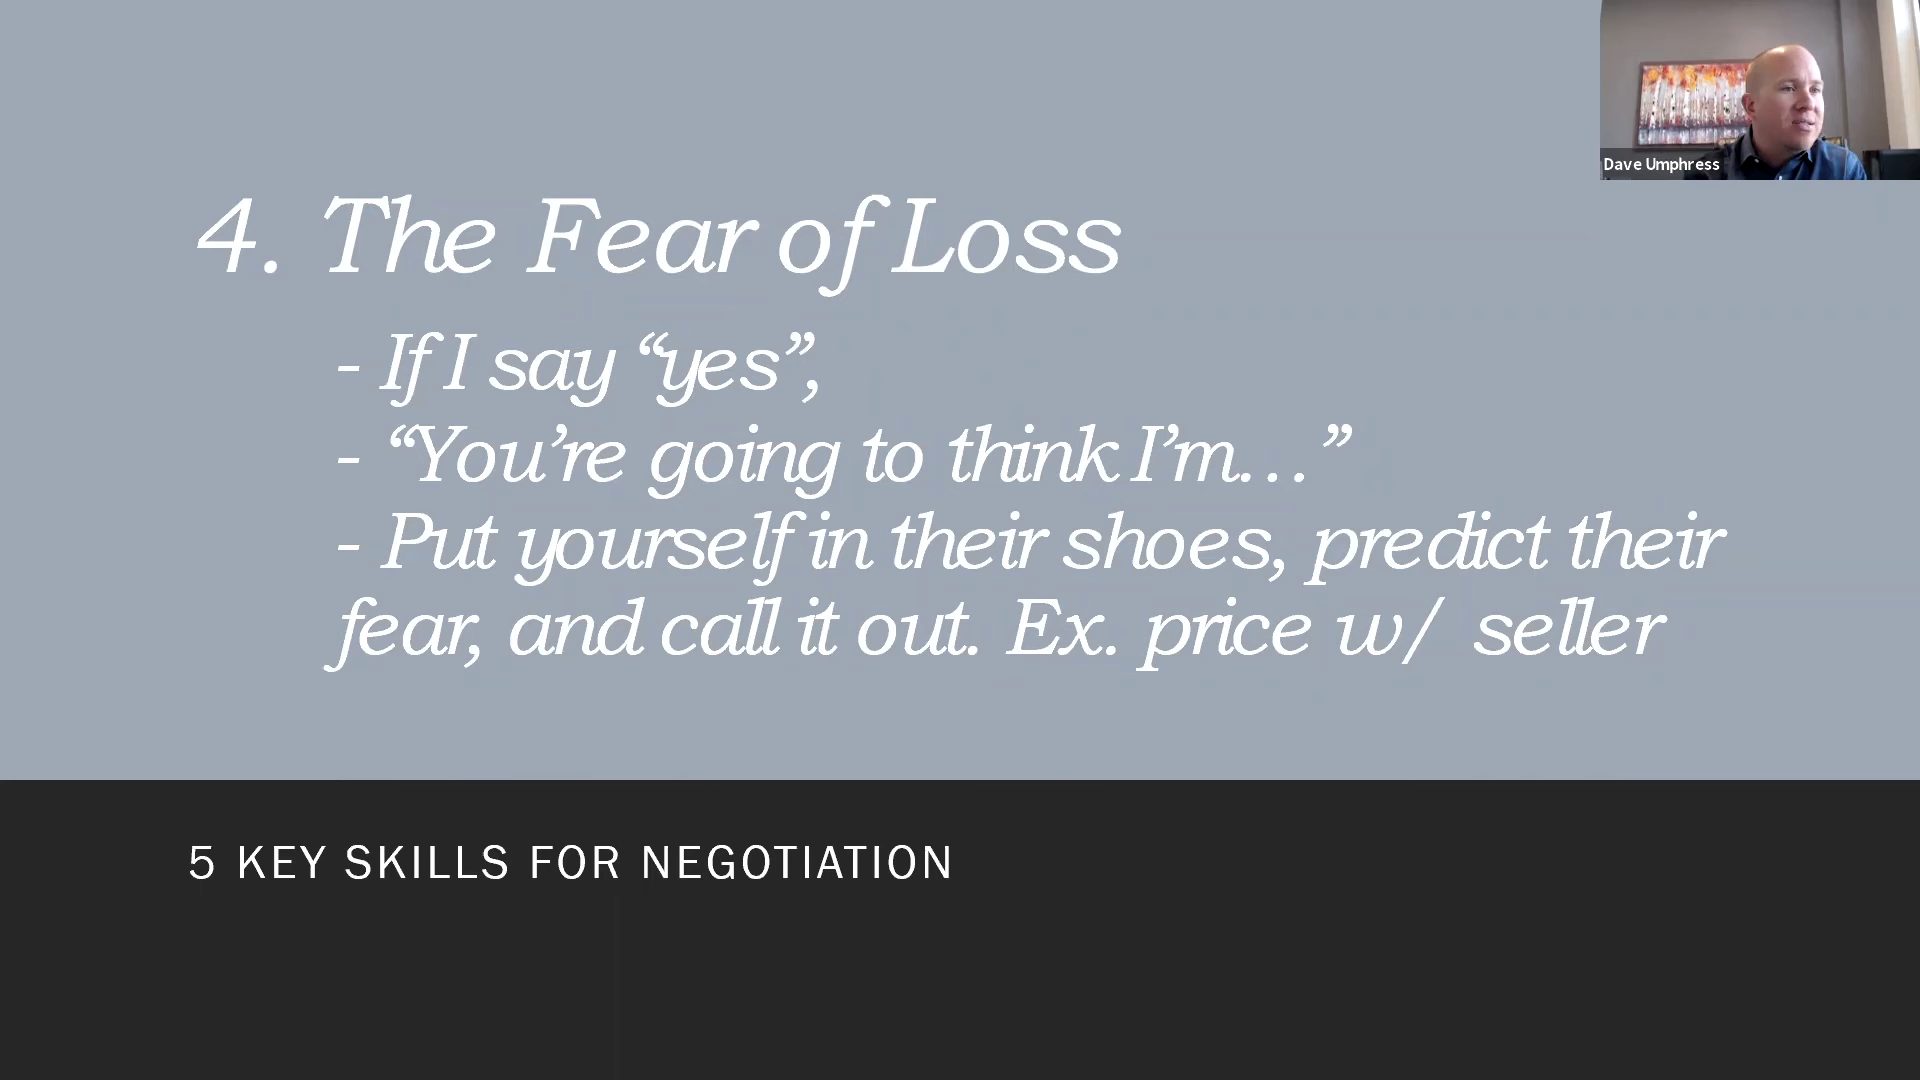 Dave Umphress
4. The Fear of Loss
- If I say “yes”,
- “You’re going to think I’m…”
- Put yourself in their shoes, predict their
fear, and call it out. Ex. price w/ seller
5 KEY SKILLS FOR NEGOTIATION